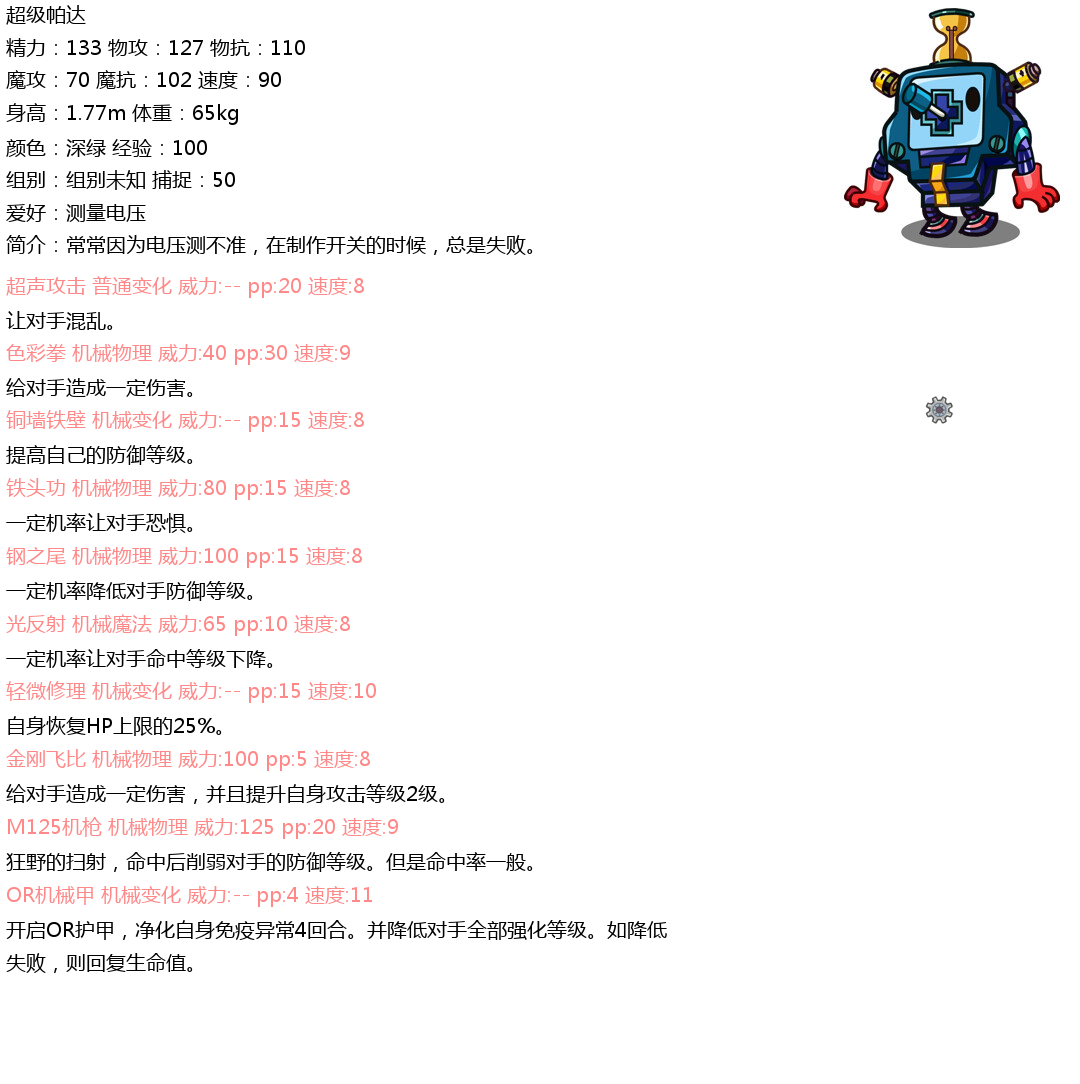 超级帕达
精力：133 物攻：127 物抗：110
魔攻：70 魔抗：102 速度：90
身高：1.77m 体重：65kg
颜色：深绿 经验：100
组别：组别未知 捕捉：50
爱好：测量电压
简介：常常因为电压测不准，在制作开关的时候，总是失败。
超声攻击 普通变化 威力:-- pp:20 速度:8
让对手混乱。
色彩拳 机械物理 威力:40 pp:30 速度:9
给对手造成一定伤害。
铜墙铁壁 机械变化 威力:-- pp:15 速度:8
提高自己的防御等级。
铁头功 机械物理 威力:80 pp:15 速度:8
一定机率让对手恐惧。
钢之尾 机械物理 威力:100 pp:15 速度:8
一定机率降低对手防御等级。
光反射 机械魔法 威力:65 pp:10 速度:8
一定机率让对手命中等级下降。
轻微修理 机械变化 威力:-- pp:15 速度:10
自身恢复HP上限的25%。
金刚飞比 机械物理 威力:100 pp:5 速度:8
给对手造成一定伤害，并且提升自身攻击等级2级。
M125机枪 机械物理 威力:125 pp:20 速度:9
狂野的扫射，命中后削弱对手的防御等级。但是命中率一般。
OR机械甲 机械变化 威力:-- pp:4 速度:11
开启OR护甲，净化自身免疫异常4回合。并降低对手全部强化等级。如降低
失败，则回复生命值。